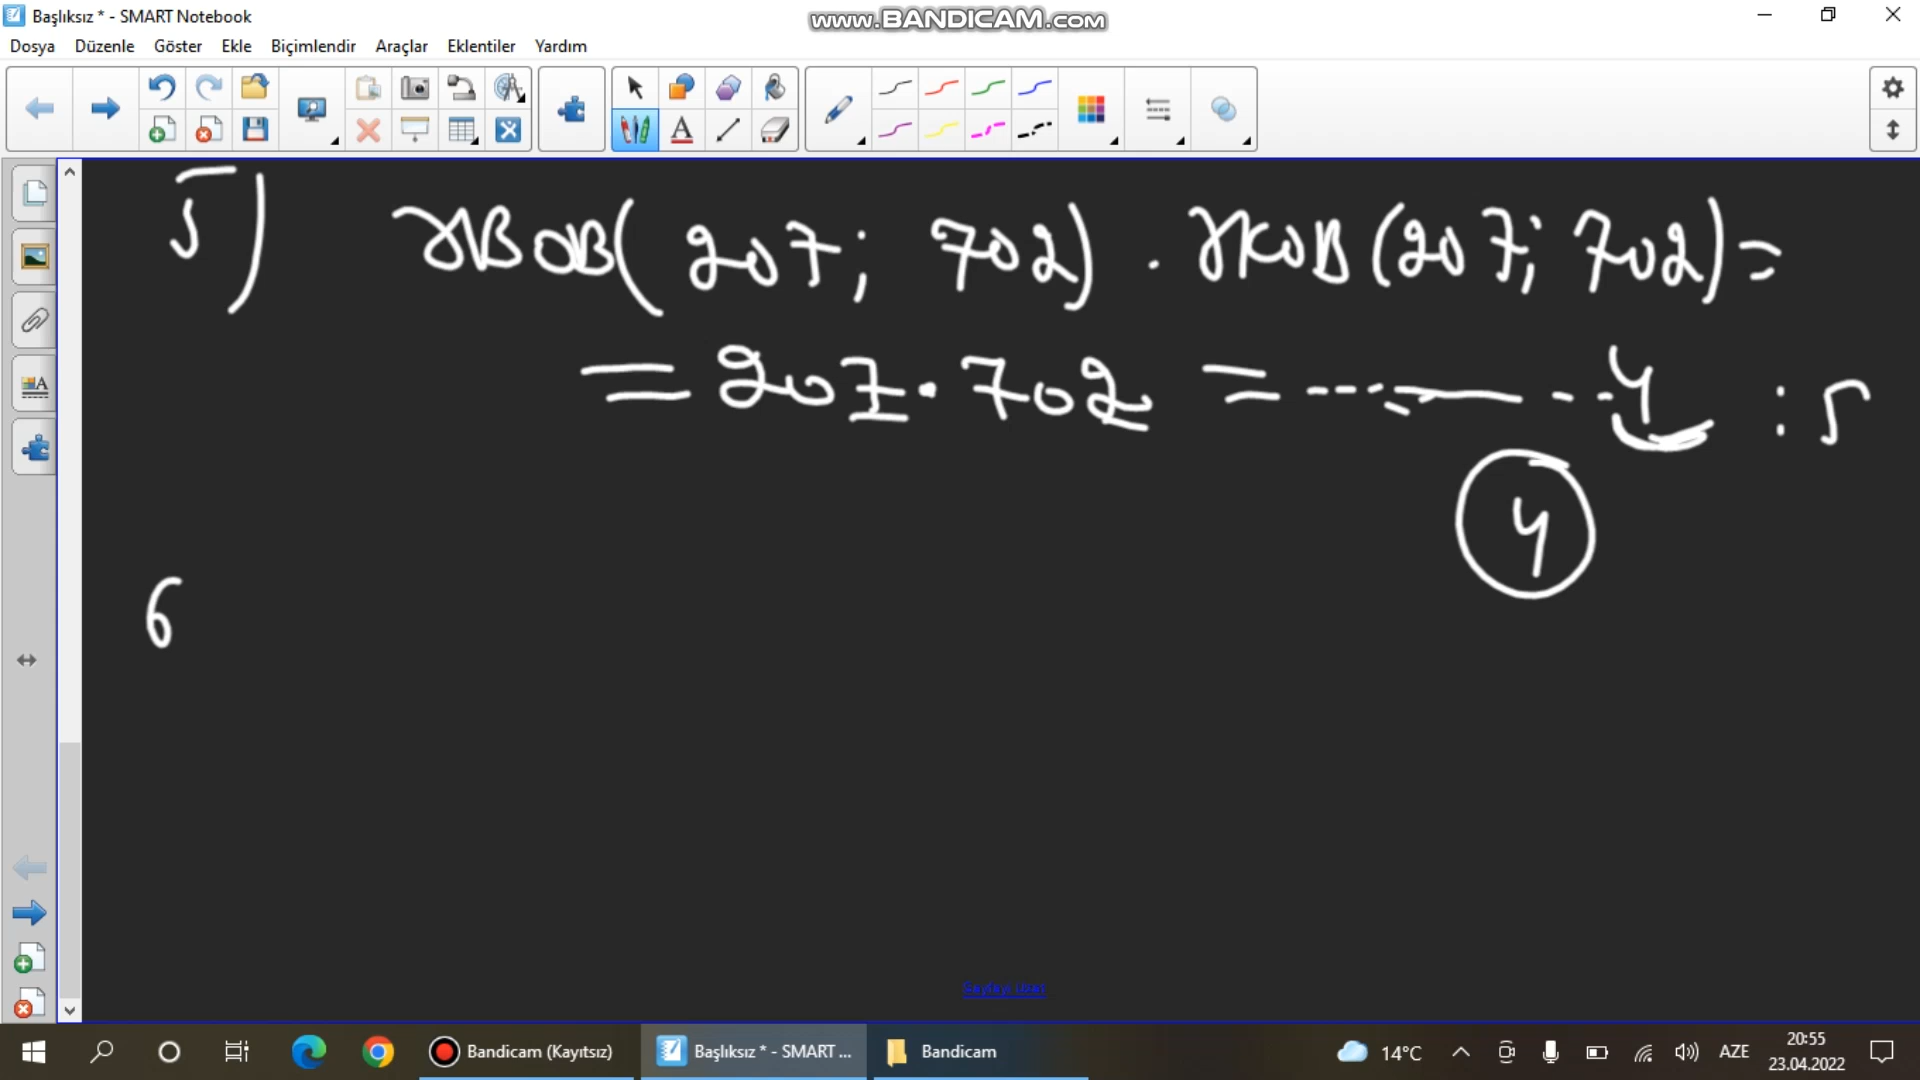 Başlıksız * - SMART Notebook
www.BANDICAM.com
Dosya Düzenle Göster Ekle Biçimlendir Araçlar Eklentiler Yardım
5) ƏBOB(207; 702) · ƏKOB(207; 702)=
= 207·702 = ------ --4 : 5
4
6
Sayfayı Uzat
Bandicam (Kayıtsız)
Başlıksız * - SMART ...
Bandicam
14°C
AZE
20:55
23.04.2022